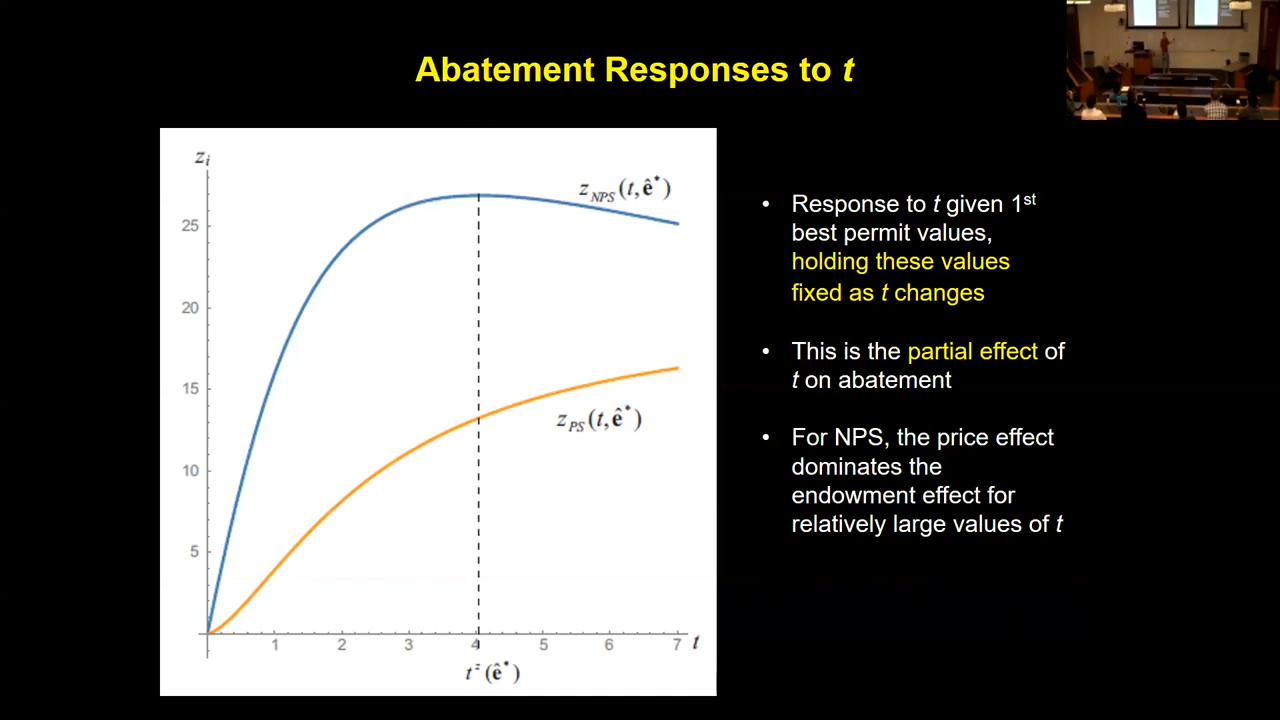 Abatement Responses to t
z_i
z_NPS (t, ê*)
25
20
15
z_PS (t, ê*)
10
5
1 2 3 4 5 6 7 t
t^z (ê*)
• Response to t given 1st
best permit values,
holding these values
fixed as t changes
• This is the partial effect of
t on abatement
• For NPS, the price effect
dominates the
endowment effect for
relatively large values of t